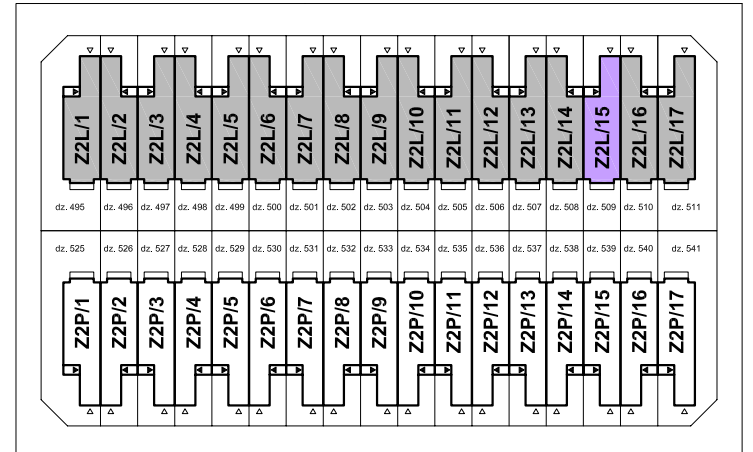 Z2L/1 Z2L/2 Z2L/3 Z2L/4 Z2L/5 Z2L/6 Z2L/7 Z2L/8 Z2L/9 Z2L/10 Z2L/11 Z2L/12 Z2L/13 Z2L/14 Z2L/15 Z2L/16 Z2L/17
dz. 495 dz. 496 dz. 497 dz. 498 dz. 499 dz. 500 dz. 501 dz. 502 dz. 503 dz. 504 dz. 505 dz. 506 dz. 507 dz. 508 dz. 509 dz. 510 dz. 511
dz. 525 dz. 526 dz. 527 dz. 528 dz. 529 dz. 530 dz. 531 dz. 532 dz. 533 dz. 534 dz. 535 dz. 536 dz. 537 dz. 538 dz. 539 dz. 540 dz. 541
Z2P/1 Z2P/2 Z2P/3 Z2P/4 Z2P/5 Z2P/6 Z2P/7 Z2P/8 Z2P/9 Z2P/10 Z2P/11 Z2P/12 Z2P/13 Z2P/14 Z2P/15 Z2P/16 Z2P/17